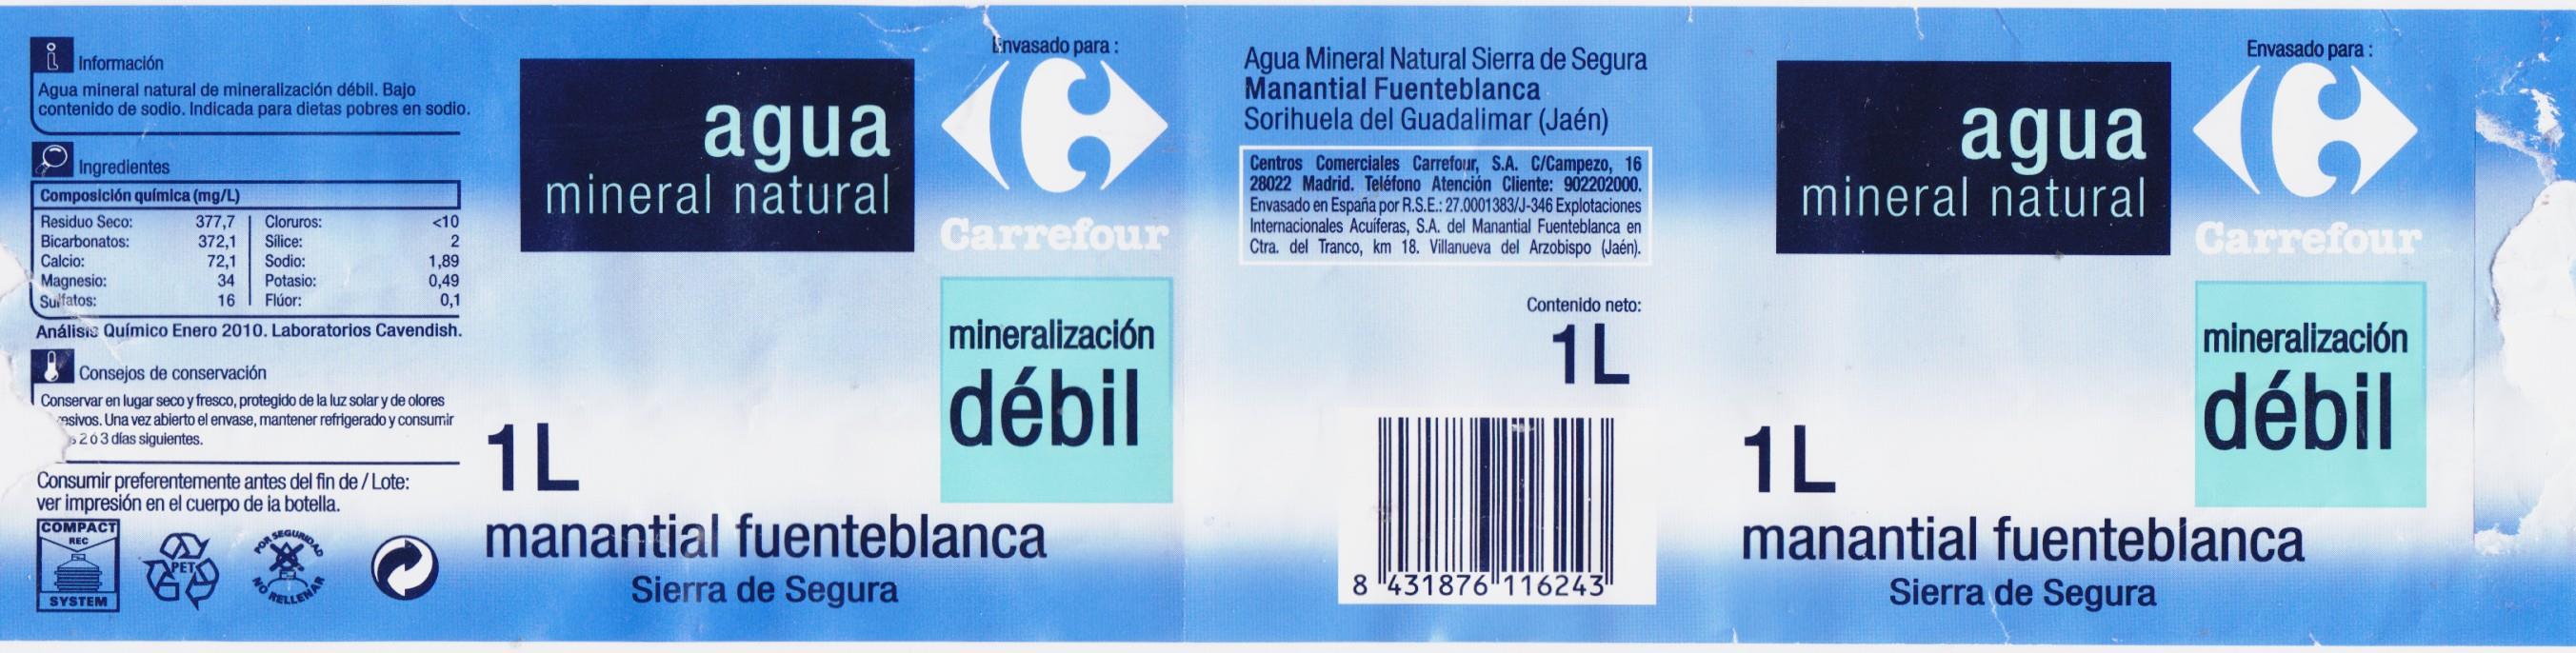 Información
Agua mineral natural de mineralización débil. Bajo
contenido de sodio. Indicada para dietas pobres en sodio.
Ingredientes
Composición química (mg/L)
Residuo Seco: 377,7 Cloruros: <10
Bicarbonatos: 372,1 Sílice: 2
Calcio: 72,1 Sodio: 1,89
Magnesio: 34 Potasio: 0,49
Sulfatos: 16 Flúor: 0,1
Análisis Químico Enero 2010. Laboratorios Cavendish.
Consejos de conservación
Conservar en lugar seco y fresco, protegido de la luz solar y de olores
Una vez abierto el envase, mantener refrigerado y consumir
2 ó 3 días siguientes.
Consumir preferentemente antes del fin de / Lote:
ver impresión en el cuerpo de la botella.
COMPACT
REC
SYSTEM
PET
POR SEGURIDAD
NO RELLENAR
agua
mineral natural
Envasado para :
Carrefour
mineralización
débil
1L
manantial fuenteblanca
Sierra de Segura
Agua Mineral Natural Sierra de Segura
Manantial Fuenteblanca
Sorihuela del Guadalimar (Jaén)
Centros Comerciales Carrefour, S.A. C/Campezo, 16
28022 Madrid. Teléfono Atención Cliente: 902202000.
Envasado en España por R.S.E.: 27.0001383/J-346 Explotaciones
Internacionales Acuíferas, S.A. del Manantial Fuenteblanca en
Ctra. del Tranco, km 18. Villanueva del Arzobispo (Jaén).
Contenido neto:
1L
8 431876 116243
agua
mineral natural
Envasado para :
Carrefour
mineralización
débil
1L
manantial fuenteblanca
Sierra de Segura